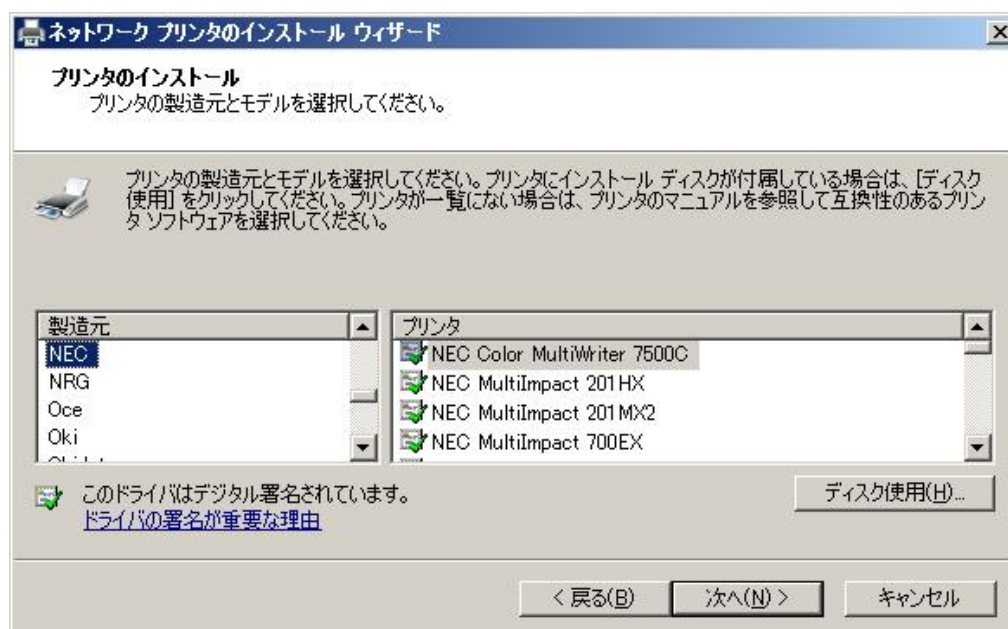 ネットワーク プリンタのインストール ウィザード
プリンタのインストール
プリンタの製造元とモデルを選択してください。
プリンタの製造元とモデルを選択してください。プリンタにインストール ディスクが付属している場合は、[ディスク
使用] をクリックしてください。プリンタが一覧にない場合は、プリンタのマニュアルを参照して互換性のあるプリン
タ ソフトウェアを選択してください。
製造元
NEC
NRG
Oce
Oki
プリンタ
NEC Color MultiWriter 7500C
NEC MultiImpact 201HX
NEC MultiImpact 201MX2
NEC MultiImpact 700EX
このドライバはデジタル署名されています。
ドライバの署名が重要な理由
ディスク使用(H)...
< 戻る(B)
次へ(N) >
キャンセル